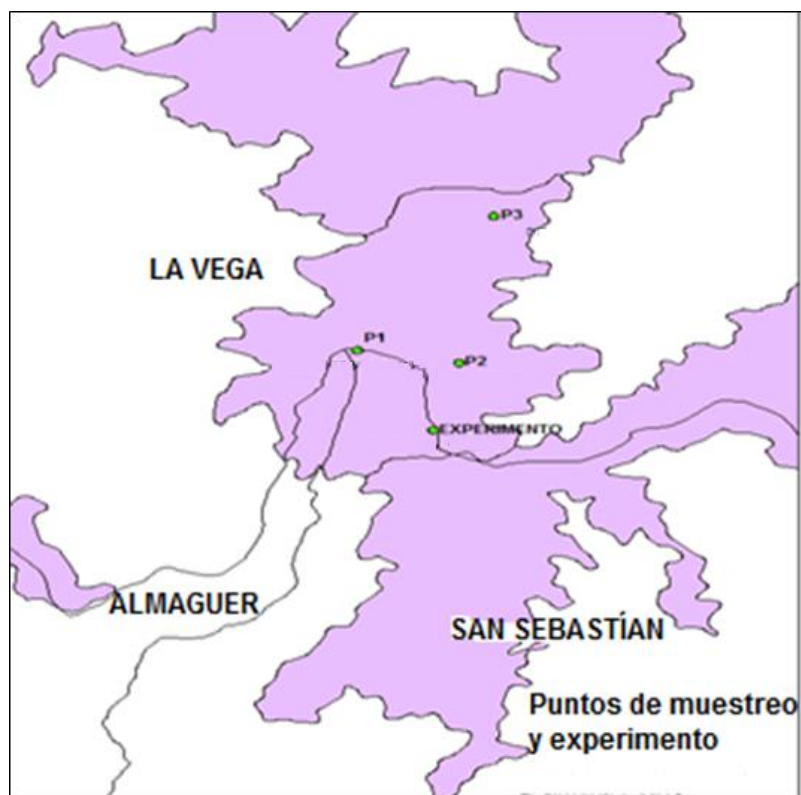 P3
LA VEGA
P1
P2
EXPERIMENTO
ALMAGUER
SAN SEBASTÍAN
Puntos de muestreo
y experimento